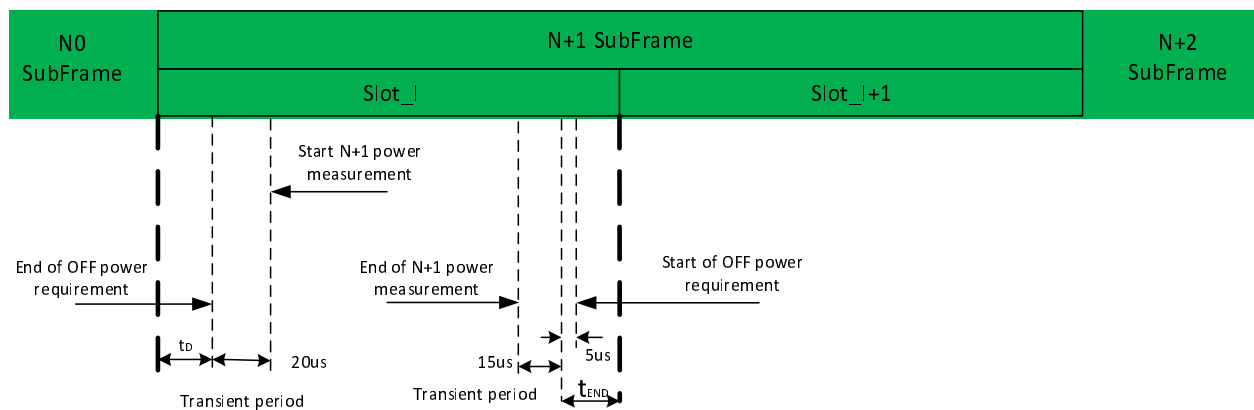 N0
SubFrame
N+1 SubFrame
N+2
SubFrame
Slot_I
Slot_I+1
Start N+1 power
measurement
End of OFF power
requirement
End of N+1 power
measurement
Start of OFF power
requirement
tD
20us
15us
5us
tEND
Transient period
Transient period